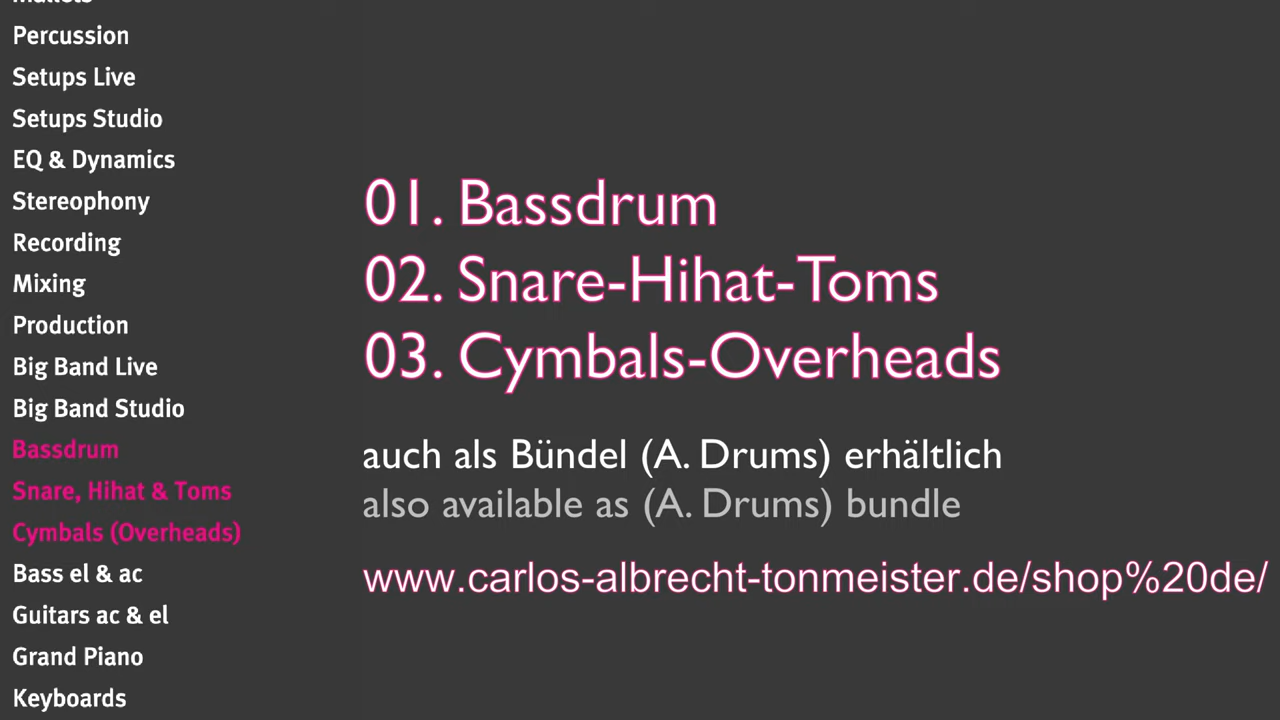 Mallets
Percussion
Setups Live
Setups Studio
EQ & Dynamics
Stereophony
Recording
Mixing
Production
Big Band Live
Big Band Studio
Bassdrum
Snare, Hihat & Toms
Cymbals (Overheads)
Bass el & ac
Guitars ac & el
Grand Piano
Keyboards
01. Bassdrum
02. Snare-Hihat-Toms
03. Cymbals-Overheads
auch als Bündel (A. Drums) erhältlich
also available as (A. Drums) bundle
www.carlos-albrecht-tonmeister.de/shop%20de/